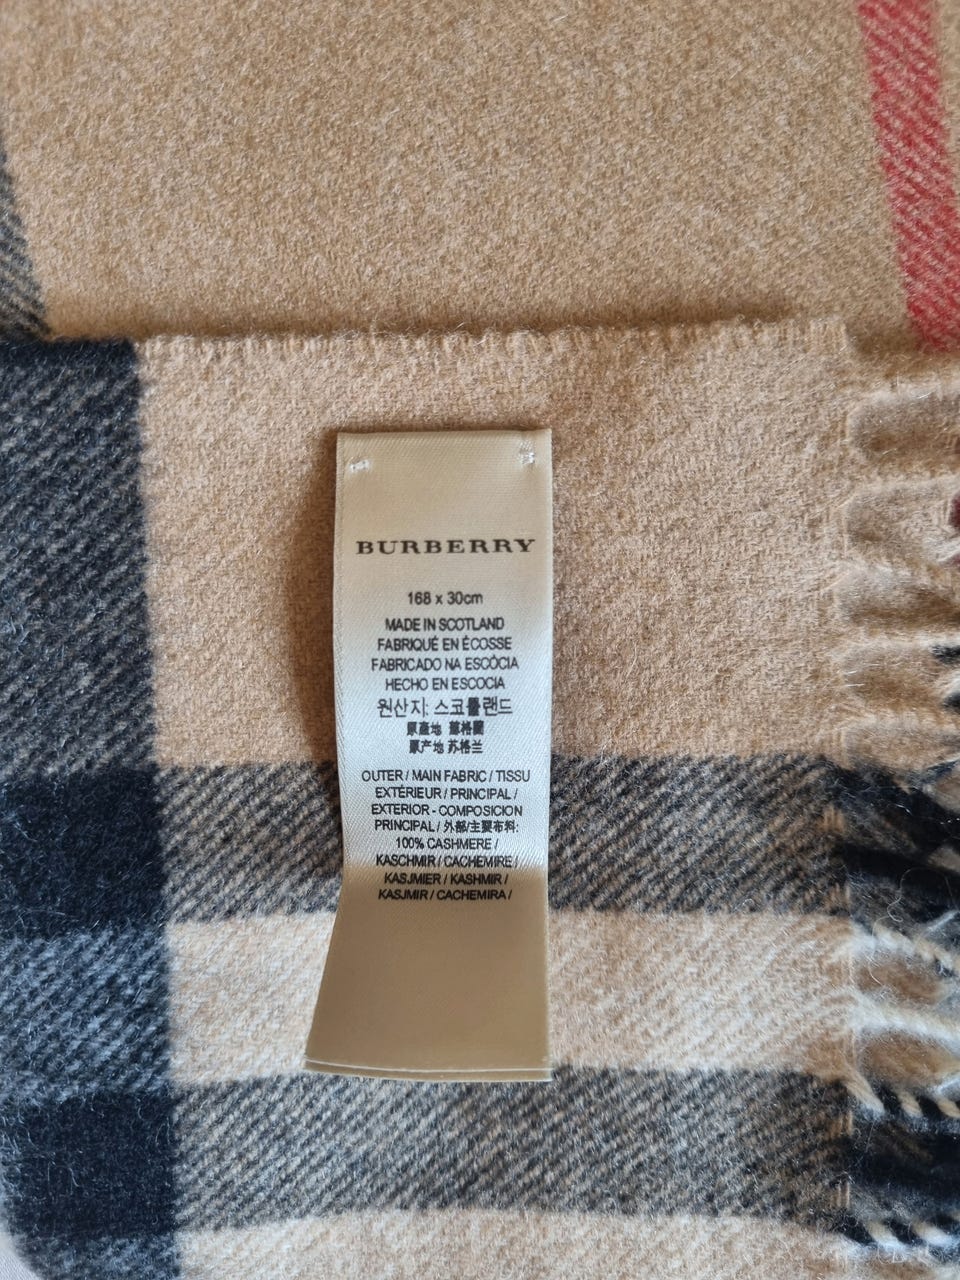 BURBERRY
168 x 30cm
MADE IN SCOTLAND
FABRIQUÉ EN ÉCOSSE
FABRICADO NA ESCÓCIA
HECHO EN ESCOCIA
원산지: 스코틀랜드
原產地 蘇格蘭
原产地 苏格兰
OUTER / MAIN FABRIC / TISSU
EXTÉRIEUR / PRINCIPAL /
EXTERIOR - COMPOSICION
PRINCIPAL / 外部/主要布料:
100% CASHMERE /
KASCHMIR / CACHEMIRE /
KASJMIER / KASHMIR /
KASJMIR / CACHEMIRA /